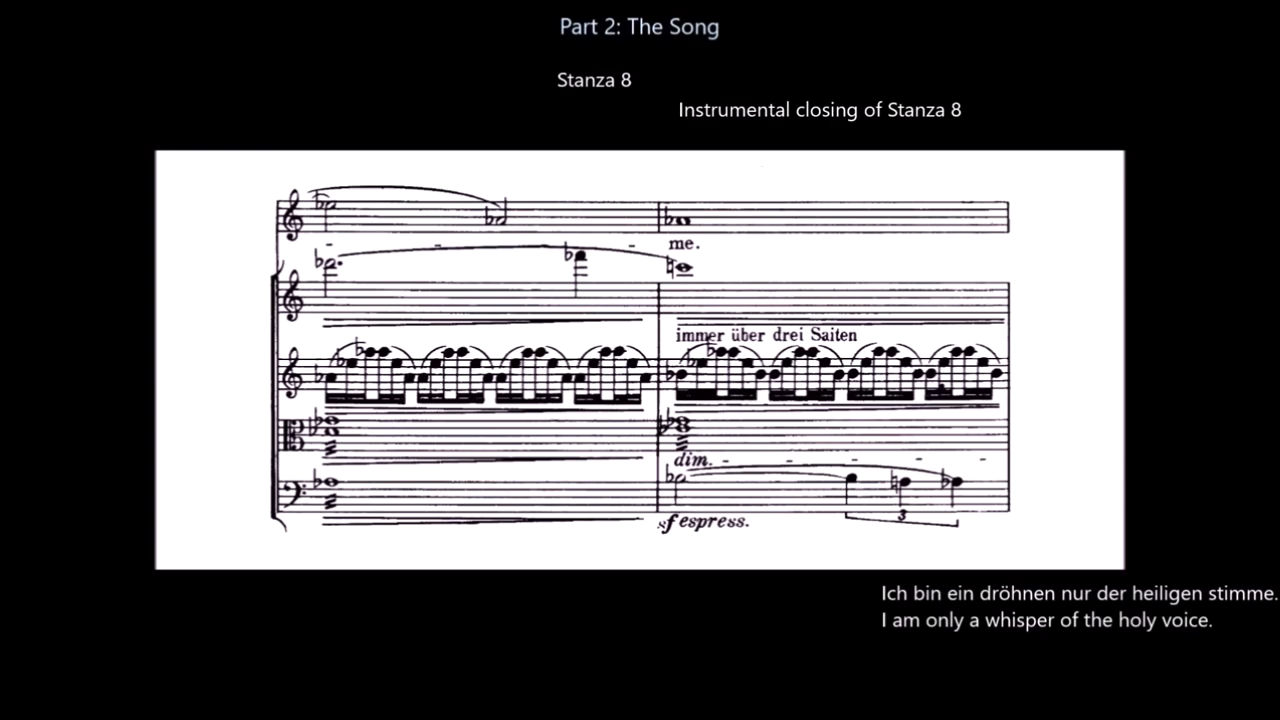 Part 2: The Song
Stanza 8
Instrumental closing of Stanza 8
- - - me.
immer über drei Saiten
dim. - - - - -
sf espress.
3
Ich bin ein dröhnen nur der heiligen stimme.
I am only a whisper of the holy voice.